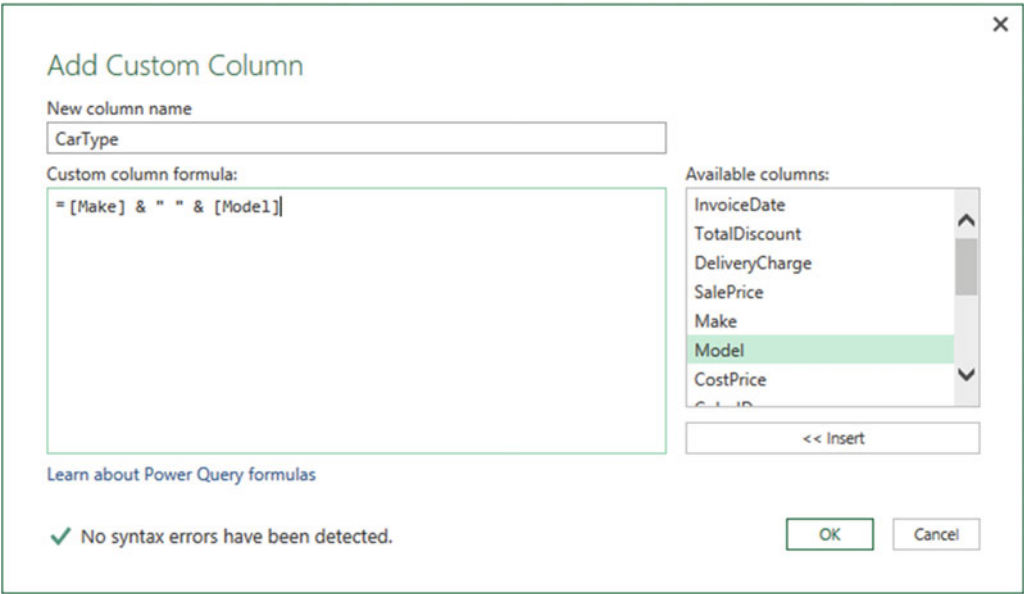 Add Custom Column
New column name
CarType
Custom column formula:
=[Make] & " " & [Model]
Available columns:
InvoiceDate
TotalDiscount
DeliveryCharge
SalePrice
Make
Model
CostPrice
<< Insert
Learn about Power Query formulas
No syntax errors have been detected.
OK
Cancel